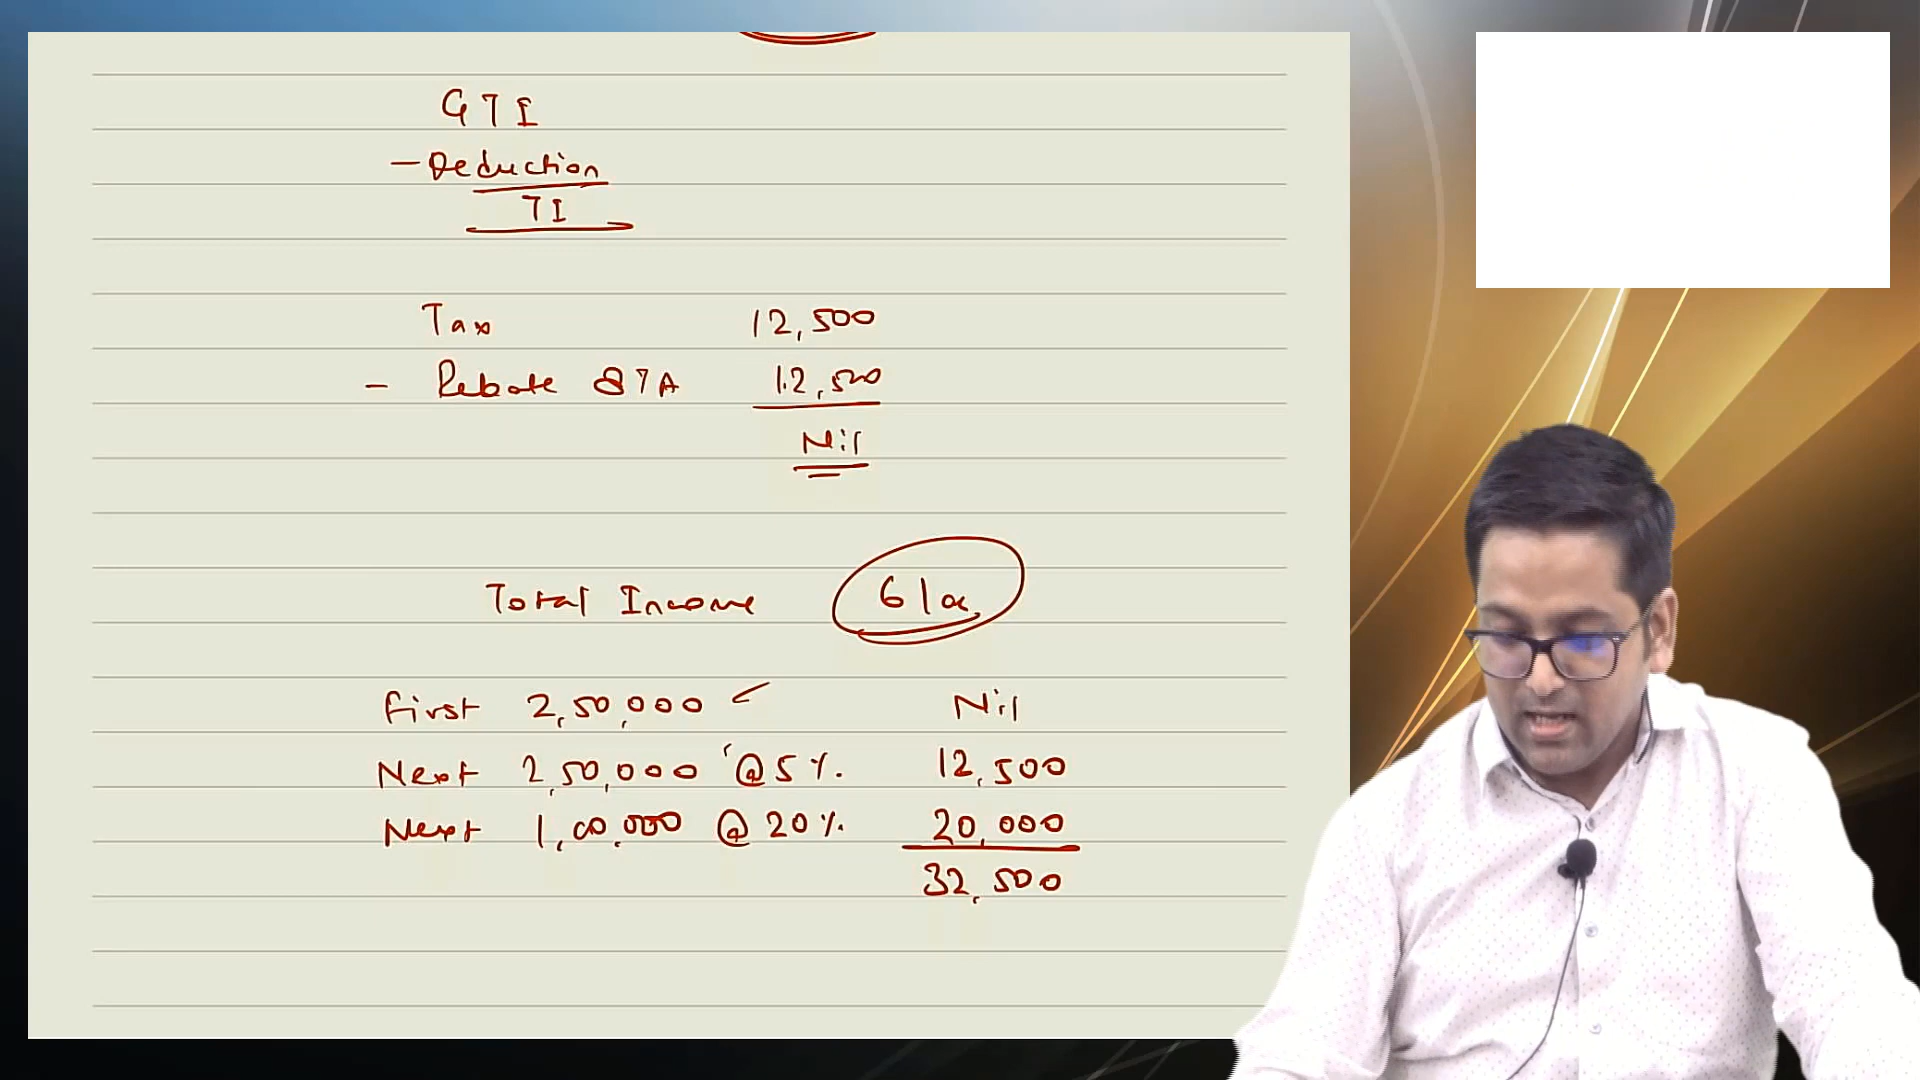 GTI
- Deduction
TI
Tax 12,500
- Rebate 87A 12,500
Nil
Total Income 6 lac
First 2,50,000 Nil
Next 2,50,000 @ 5% 12,500
Next 1,00,000 @ 20% 20,000
32,500